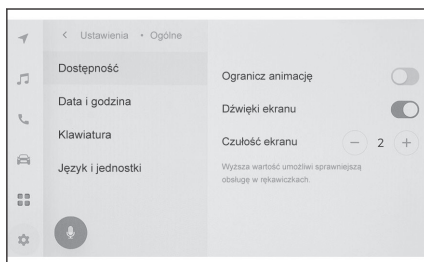 < Ustawienia • Ogólne
Dostępność
Data i godzina
Klawiatura
Język i jednostki
Ogranicz animację
Dźwięki ekranu
Czułość ekranu − 2 +
Wyższa wartość umożliwi sprawniejszą
obsługę w rękawiczkach.